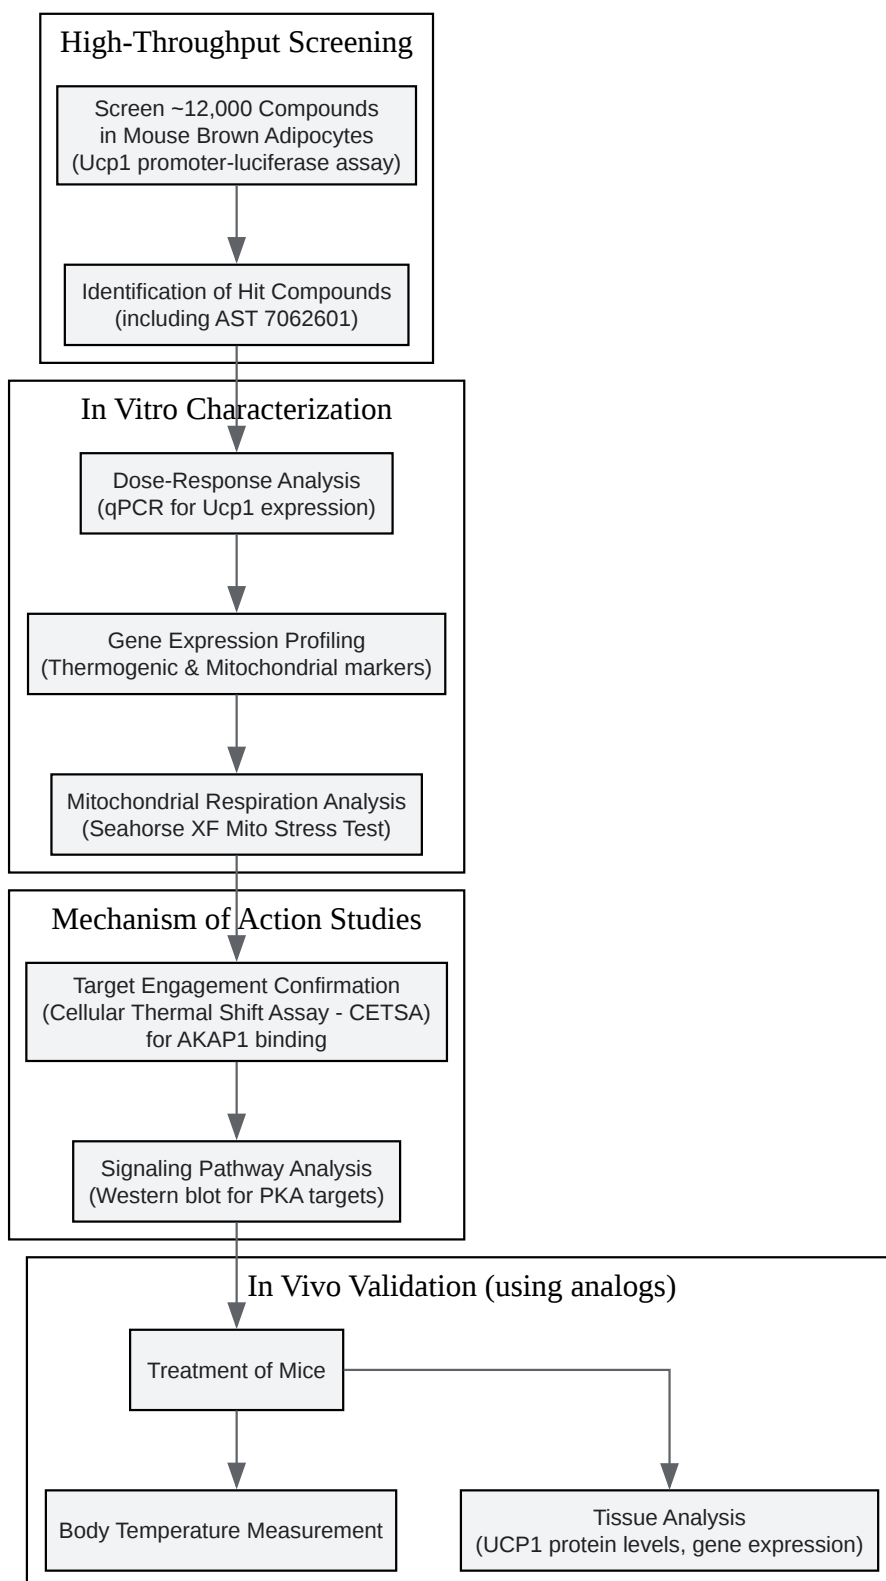 High-Throughput Screening
Screen ~12,000 Compounds
in Mouse Brown Adipocytes
(Ucp1 promoter-luciferase assay)
Identification of Hit Compounds
(including AST 7062601)
In Vitro Characterization
Dose-Response Analysis
(qPCR for Ucp1 expression)
Gene Expression Profiling
(Thermogenic & Mitochondrial markers)
Mitochondrial Respiration Analysis
(Seahorse XF Mito Stress Test)
Mechanism of Action Studies
Target Engagement Confirmation
(Cellular Thermal Shift Assay - CETSA)
for AKAP1 binding
Signaling Pathway Analysis
(Western blot for PKA targets)
In Vivo Validation (using analogs)
Treatment of Mice
Body Temperature Measurement
Tissue Analysis
(UCP1 protein levels, gene expression)